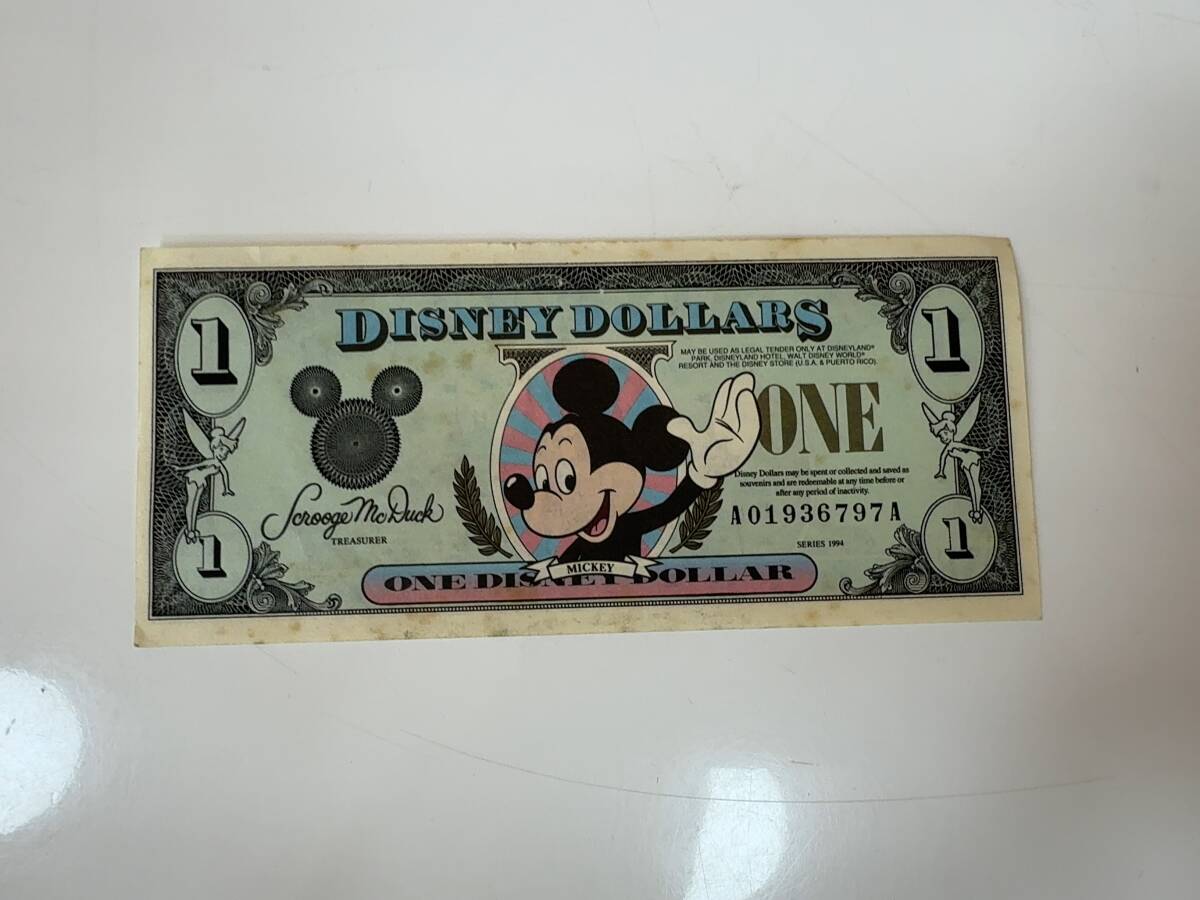 1
DISNEY DOLLARS
1
MAY BE USED AS LEGAL TENDER ONLY AT DISNEYLAND®
PARK, DISNEYLAND HOTEL, WALT DISNEY WORLD®
RESORT AND THE DISNEY STORE (U.S.A. & PUERTO RICO).
ONE
Disney Dollars may be spent or collected and saved as
souvenirs and are redeemable at any time before or
after any period of inactivity.
A01936797A
SERIES 1994
Scrooge McDuck
TREASURER
1
MICKEY
ONE DISNEY DOLLAR
1